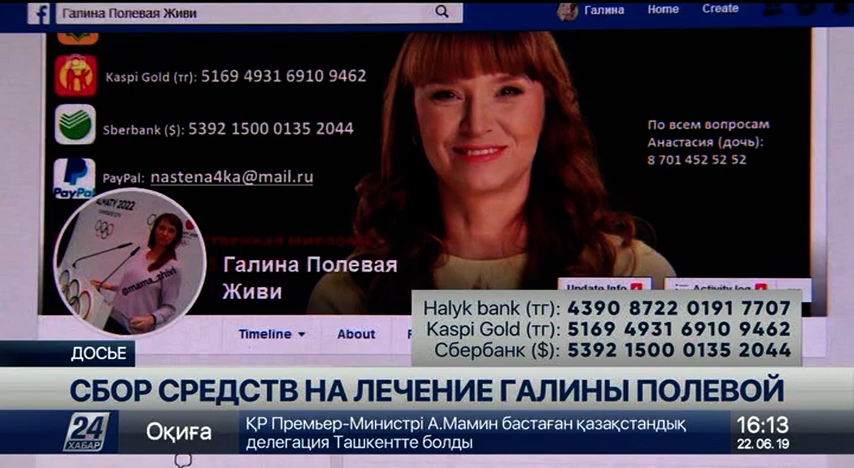 Галина Полевая Живи
Галина
Home
Create
Kaspi Gold (тг): 5169 4931 6910 9462
Sberbank ($): 5392 1500 0135 2044
PayPal
PayPal: nastena4ka@mail.ru
По всем вопросам
Анастасия (дочь):
8 701 452 52 52
ALMATY 2022
@mama_zhivi
Галина Полевая
Живи
Update Info
Activity log
Timeline
About
Halyk bank (тг): 4390 8722 0191 7707
Kaspi Gold (тг): 5169 4931 6910 9462
Сбербанк ($): 5392 1500 0135 2044
ДОСЬЕ
СБОР СРЕДСТВ НА ЛЕЧЕНИЕ ГАЛИНЫ ПОЛЕВОЙ
24
ХАБАР
Оқиға
ҚР Премьер-Министрі А.Мамин бастаған қазақстандық
делегация Ташкентте болды
16:13
22.06.19